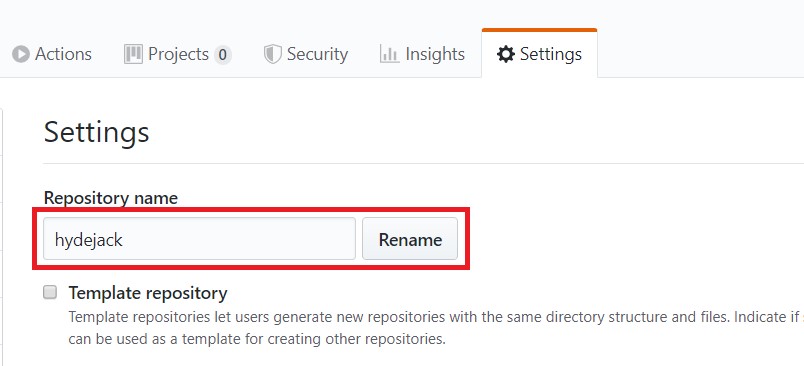 Actions Projects 0 Security Insights Settings
Settings
Repository name
hydejack Rename
Template repository
Template repositories let users generate new repositories with the same directory structure and files. Indicate if
can be used as a template for creating other repositories.